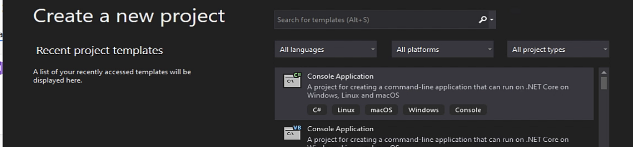 Create a new project
Search for templates (Alt+S)
Recent project templates
All languages
All platforms
All project types
A list of your recently accessed templates will be
displayed here.
C#
Console Application
A project for creating a command-line application that can run on .NET Core on
Windows, Linux and macOS
C# Linux macOS Windows Console
VB
Console Application
A project for creating a command-line application that can run on .NET Core on